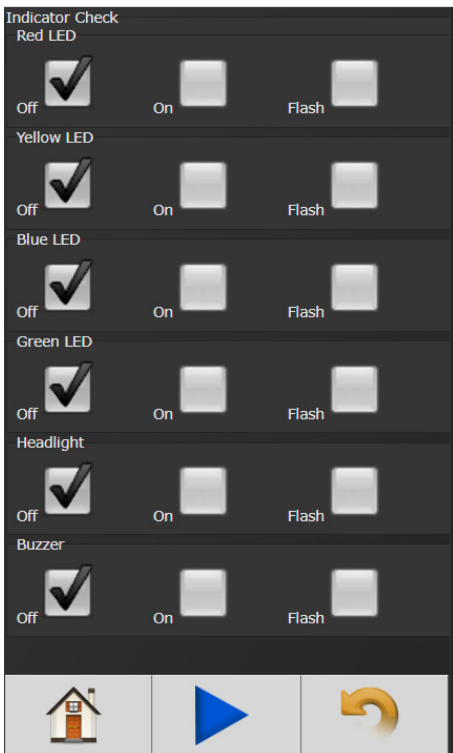 Indicator Check
Red LED
Off On Flash
Yellow LED
Off On Flash
Blue LED
Off On Flash
Green LED
Off On Flash
Headlight
Off On Flash
Buzzer
Off On Flash